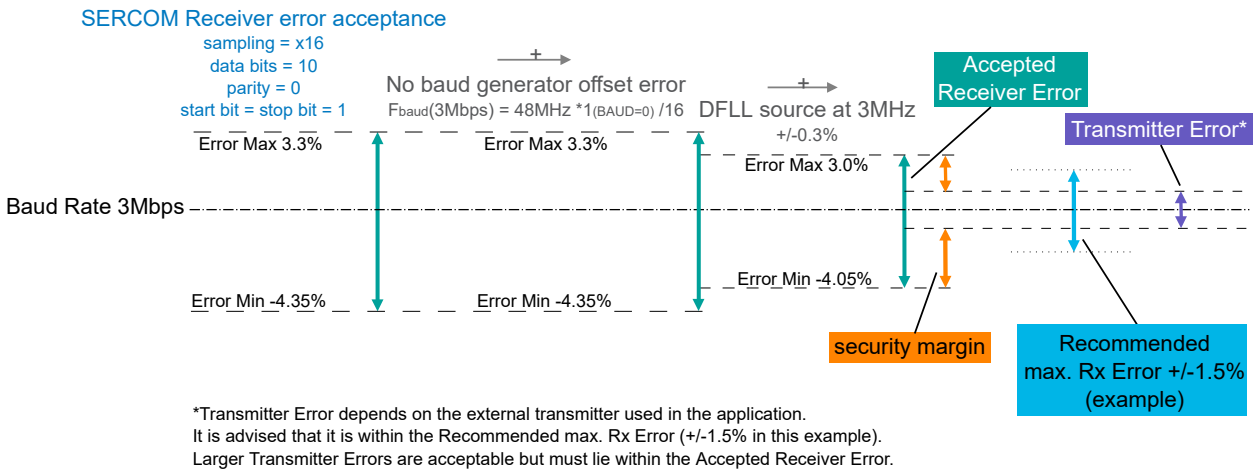 SERCOM Receiver error acceptance
sampling = x16
data bits = 10
parity = 0
start bit = stop bit = 1
+
No baud generator offset error
Fbaud(3Mbps) = 48MHz *1(BAUD=0) /16
+
DFLL source at 3MHz
+/-0.3%
Accepted
Receiver Error
Transmitter Error*
Error Max 3.3%
Error Max 3.3%
Error Max 3.0%
Baud Rate 3Mbps
Error Min -4.35%
Error Min -4.35%
Error Min -4.05%
security margin
Recommended
max. Rx Error +/-1.5%
(example)
*Transmitter Error depends on the external transmitter used in the application.
It is advised that it is within the Recommended max. Rx Error (+/-1.5% in this example).
Larger Transmitter Errors are acceptable but must lie within the Accepted Receiver Error.